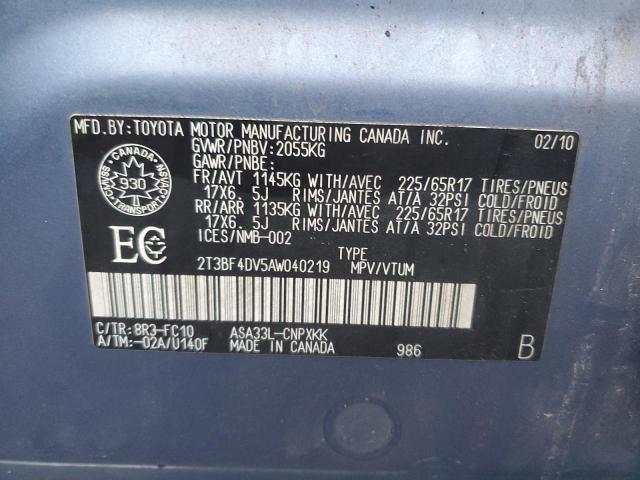 MFD.BY:TOYOTA MOTOR MANUFACTURING CANADA INC. 02/10
GVWR/PNBV:2055KG
GAWR/PNBE:
FR/AVT 1145KG WITH/AVEC 225/65R17 TIRES/PNEUS
17X6.5J RIMS/JANTES AT/A 32PSI COLD/FROID
RR/ARR 1135KG WITH/AVEC 225/65R17 TIRES/PNEUS
17X6.5J RIMS/JANTES AT/A 32PSI COLD/FROID
ICES/NMB-002
CANADA
930
TRANSPORT
EC
TYPE
2T3BF4DV5AW040219 MPV/VTUM
C/TR:8R3-FC10 ASA33L-CNPXKK
A/TM:-02A/U140F MADE IN CANADA 986 B